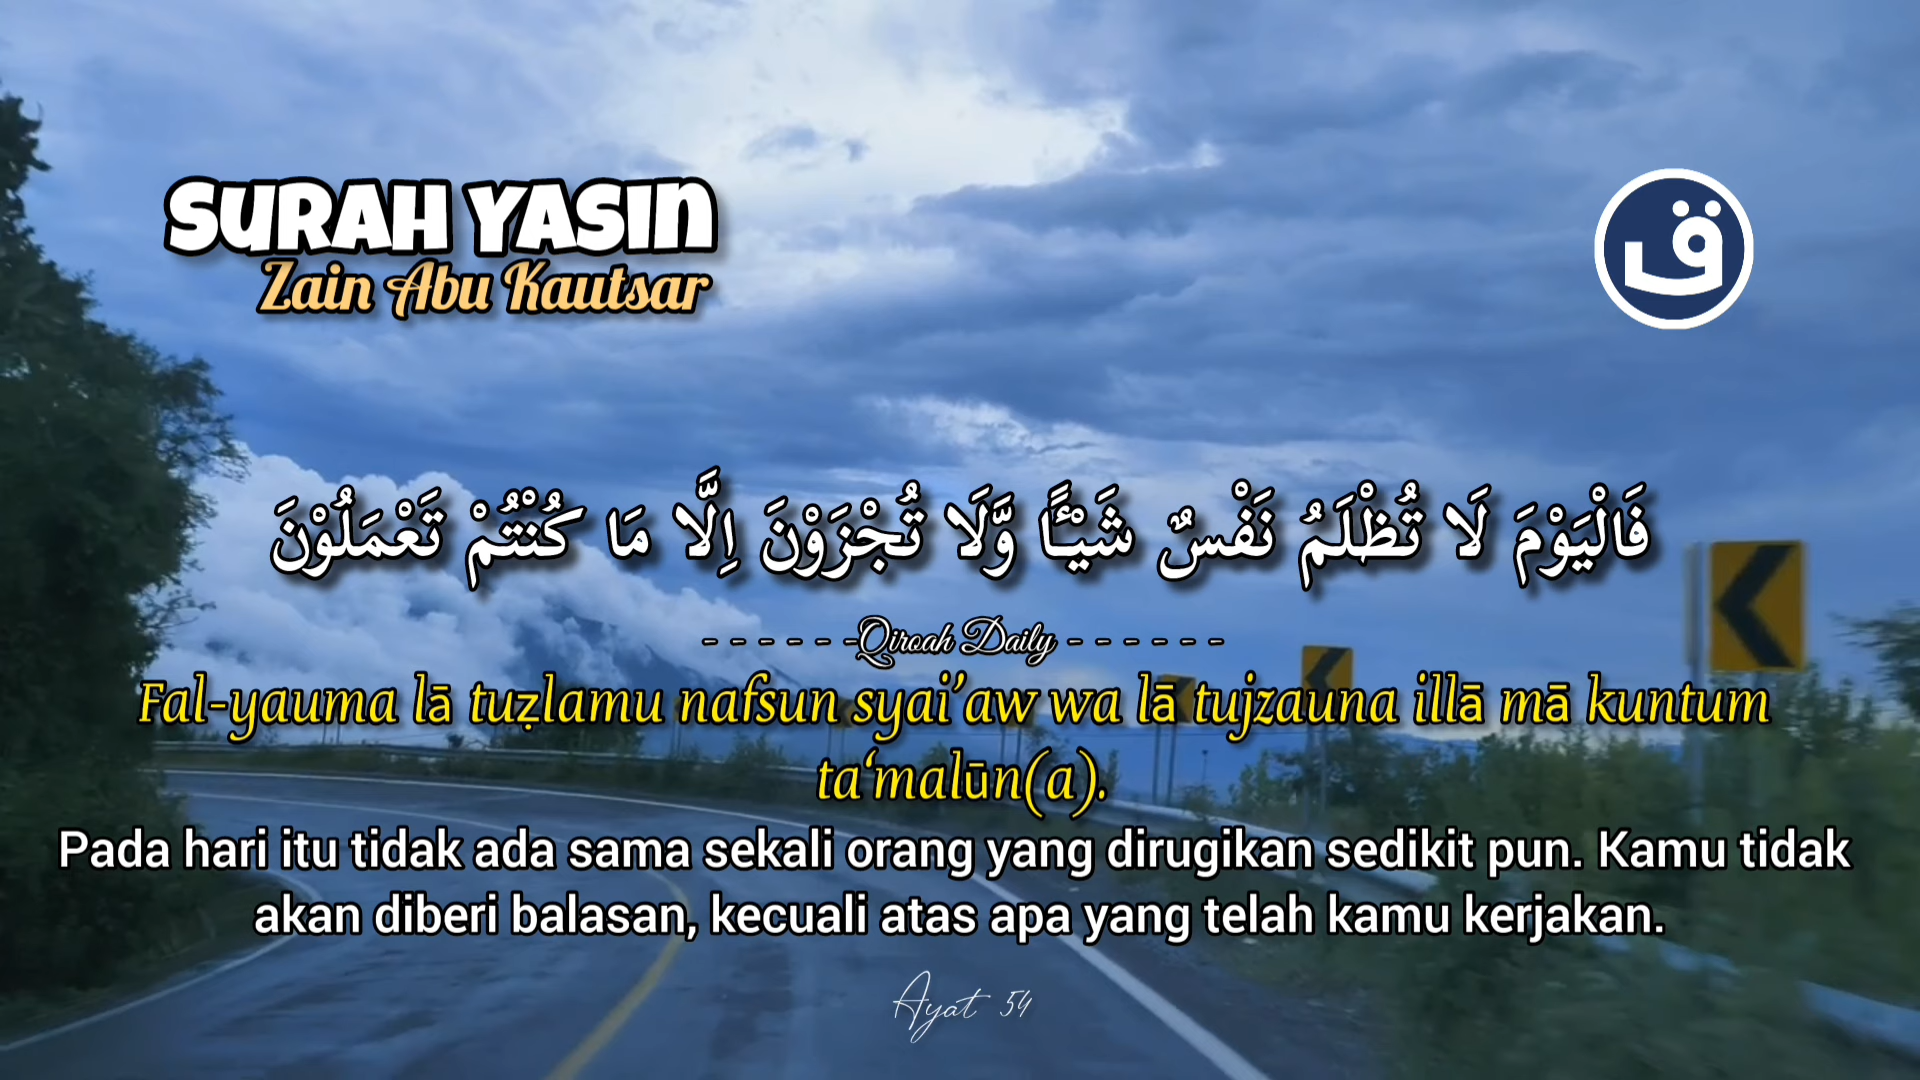 SURAH YASIN
Zain Abu Kautsar
ق
فَالْيَوْمَ لَا تُظْلَمُ نَفْسٌ شَيْـًٔا وَّلَا تُجْزَوْنَ اِلَّا مَا كُنْتُمْ تَعْمَلُوْنَ
- - - - - -Qiroah Daily - - - - - -
Fal-yauma lā tuẓlamu nafsun syai’aw wa lā tujzauna illā mā kuntum
ta‘malūn(a).
Pada hari itu tidak ada sama sekali orang yang dirugikan sedikit pun. Kamu tidak
akan diberi balasan, kecuali atas apa yang telah kamu kerjakan.
Ayat 54